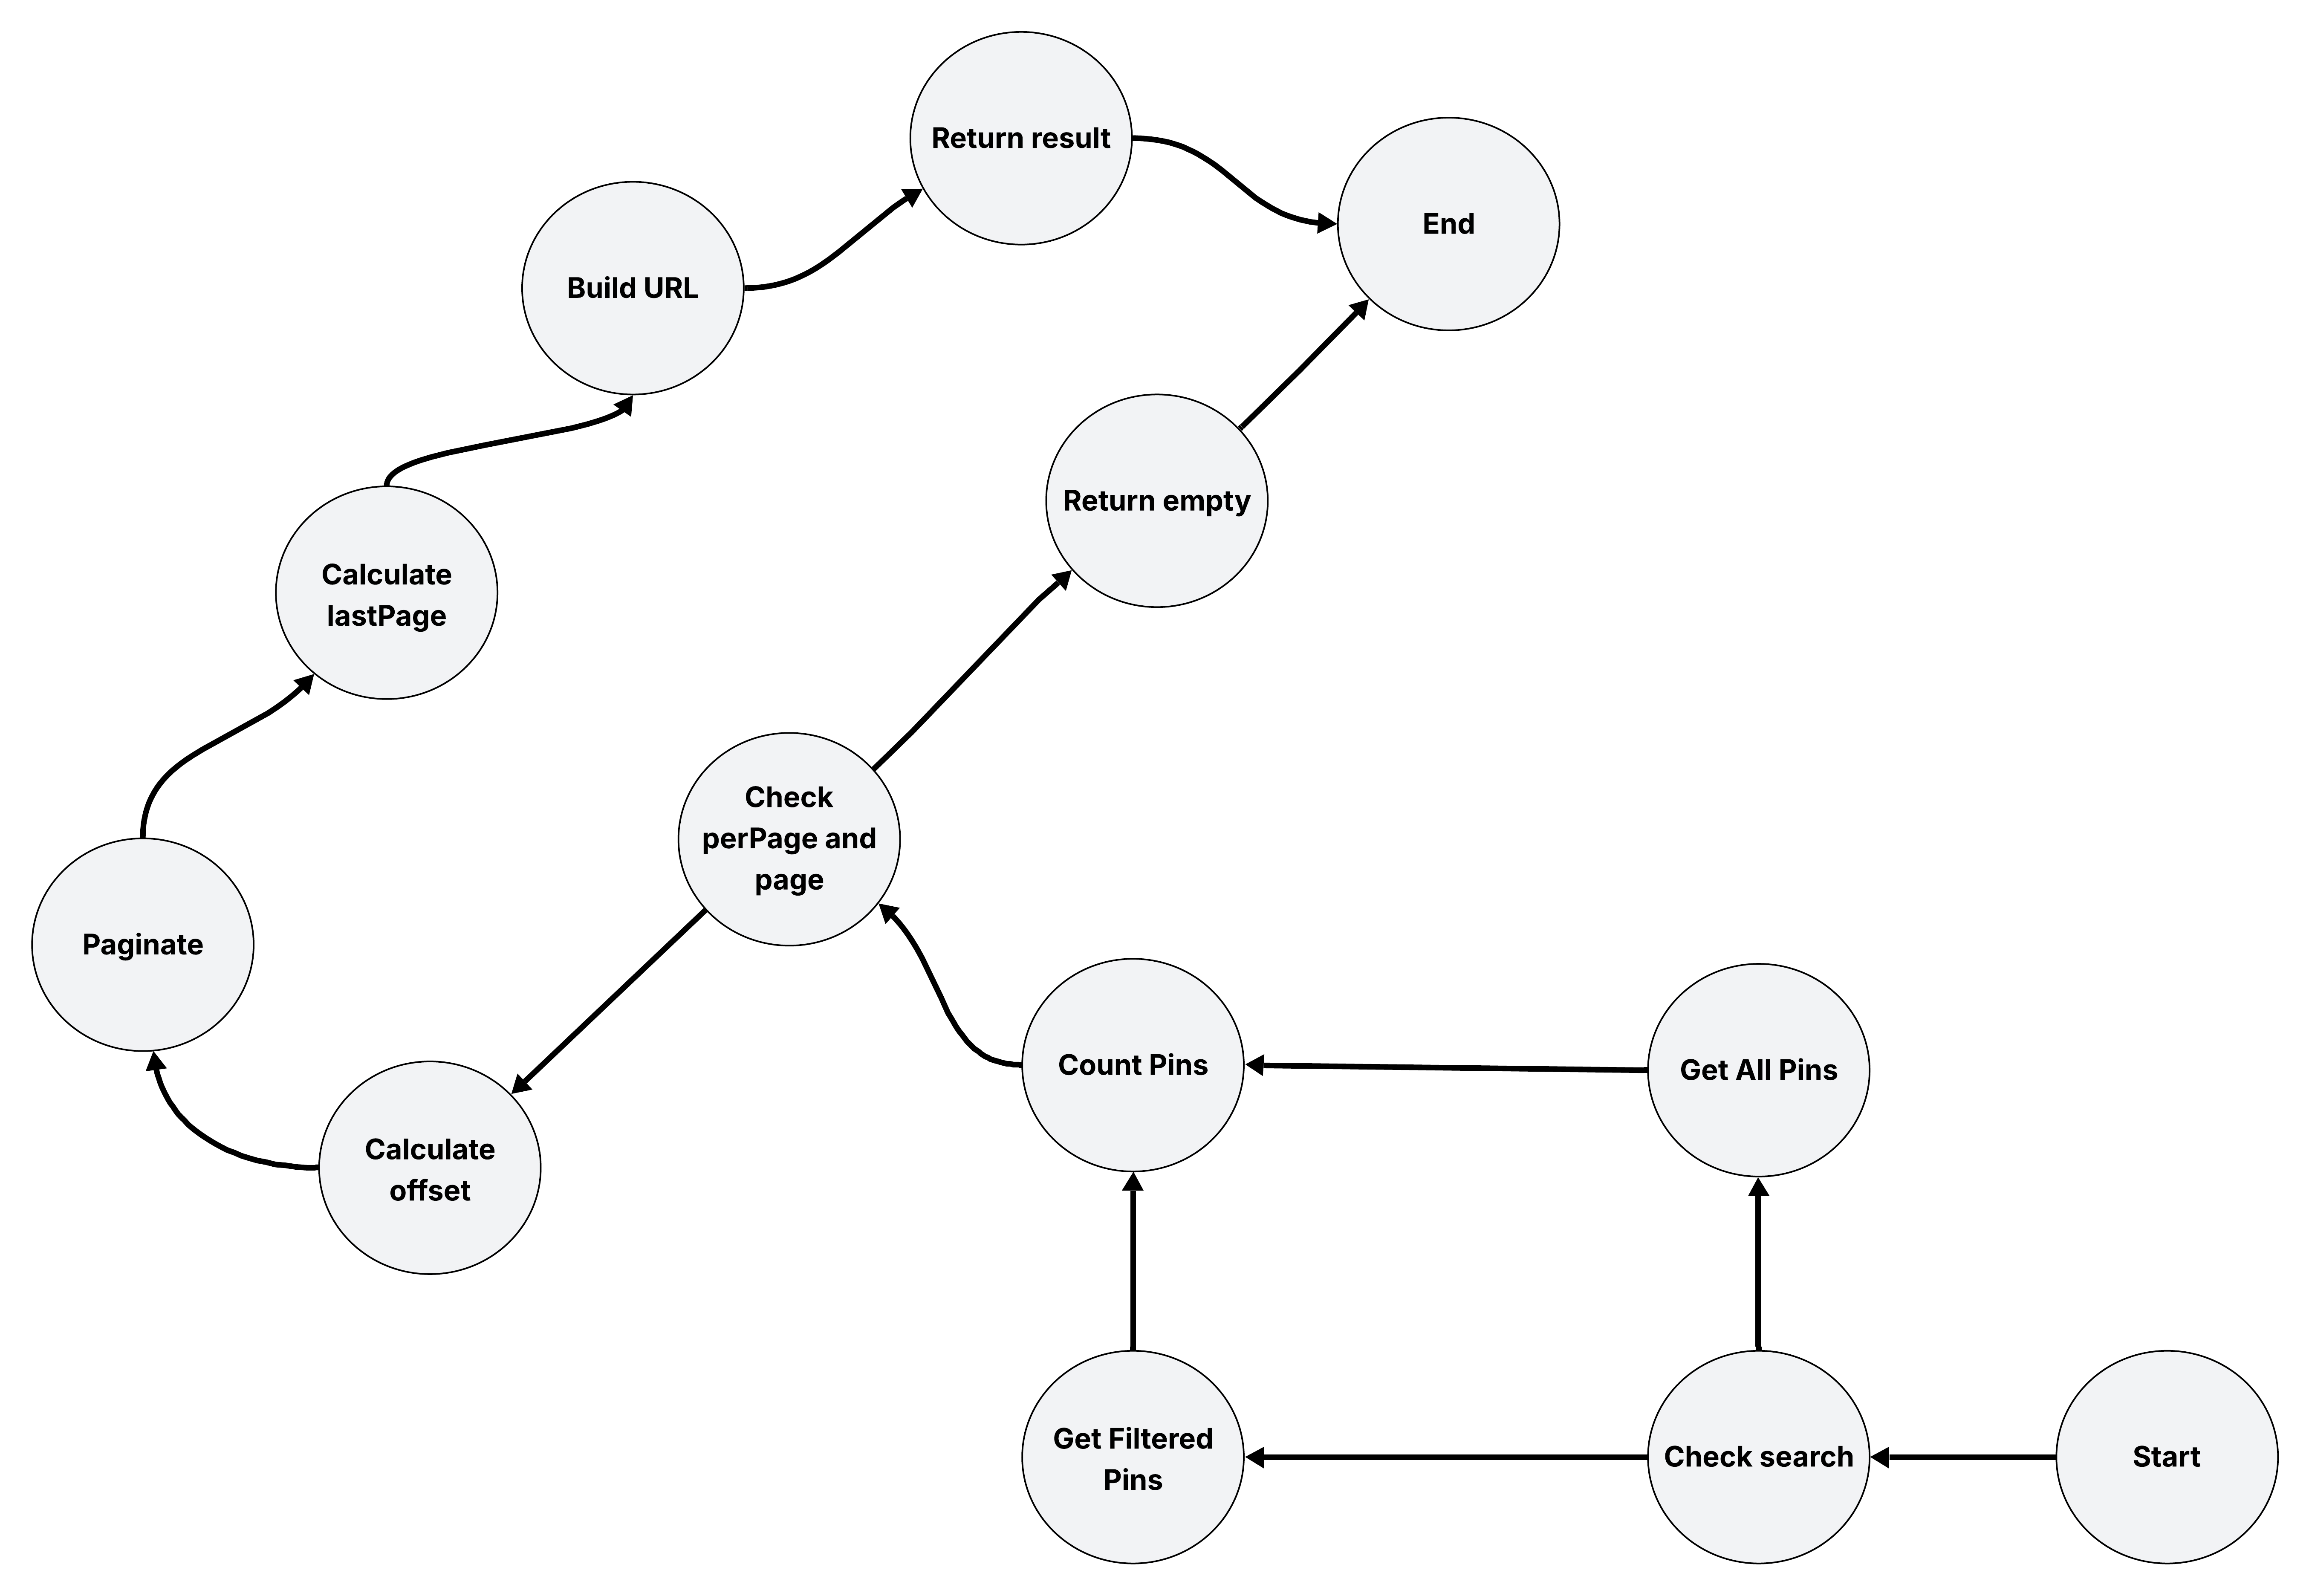 Return result
End
Build URL
Return empty
Calculate
lastPage
Check
perPage and
page
Paginate
Count Pins
Get All Pins
Calculate
offset
Get Filtered
Pins
Check search
Start